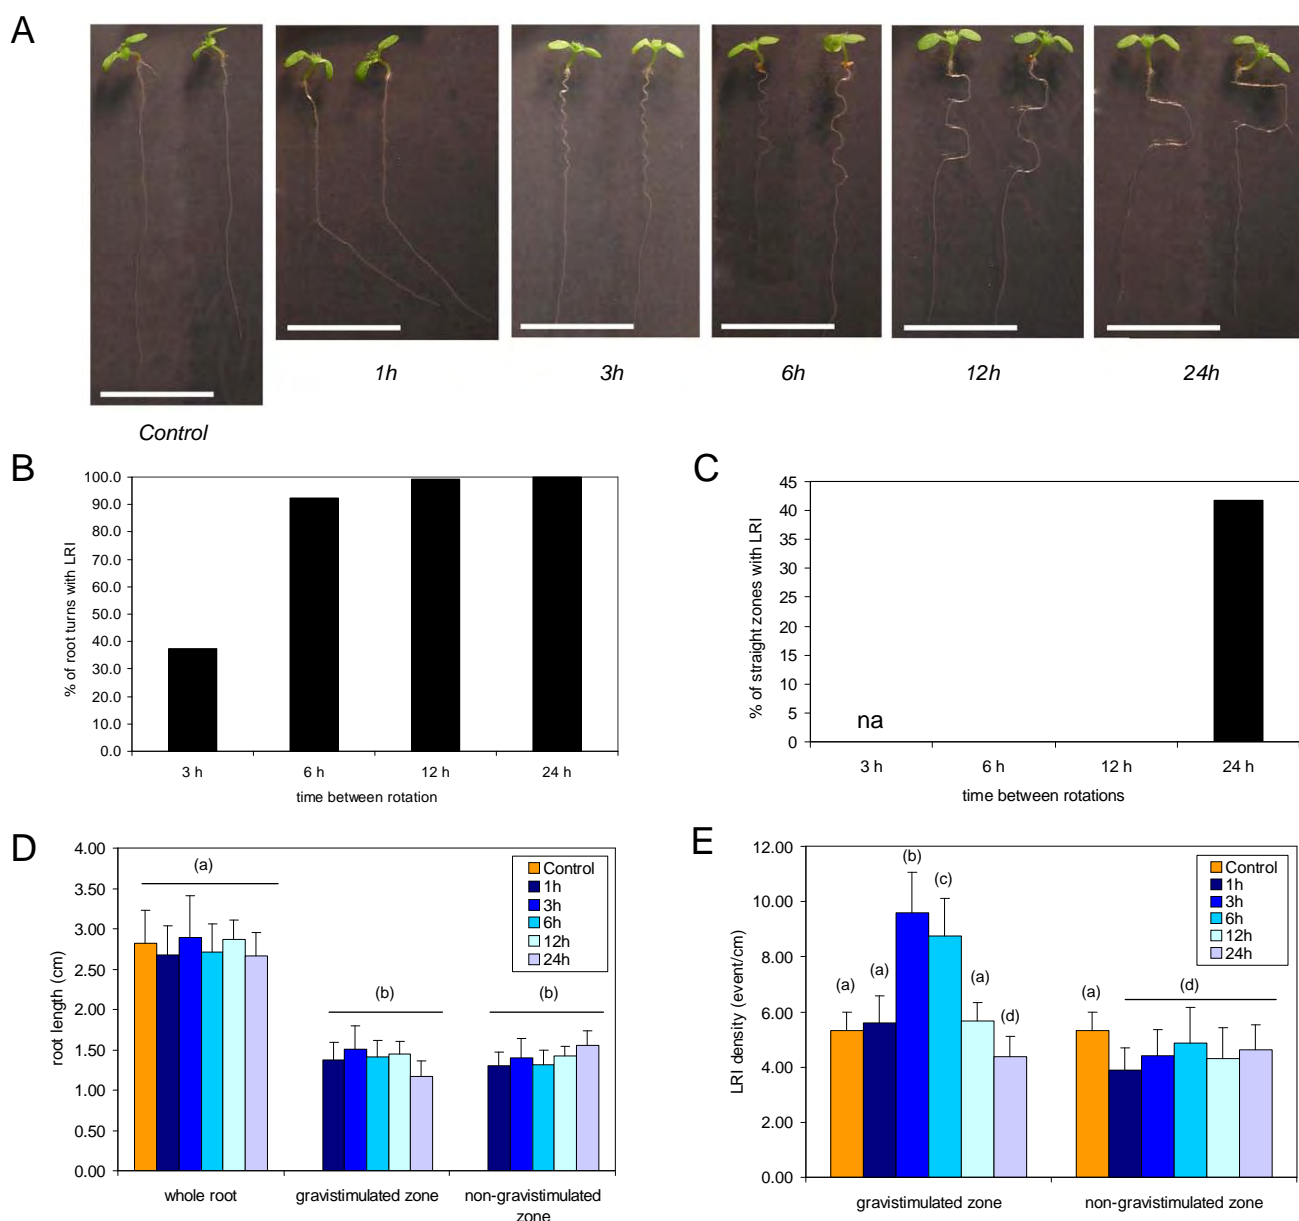 A
Control
1h
3h
6h
12h
24h
B
% of root turns with LRI
100.0
90.0
80.0
70.0
60.0
50.0
40.0
30.0
20.0
10.0
0.0
3 h
6 h
12 h
24 h
time between rotation
C
% of straight zones with LRI
45
40
35
30
25
20
15
10
5
0
na
3 h
6 h
12 h
24 h
time between rotations
D
root length (cm)
4.00
3.50
3.00
2.50
2.00
1.50
1.00
0.50
0.00
(a)
(b)
(b)
Control
1h
3h
6h
12h
24h
whole root
gravistimulated zone
non-gravistimulated
zone
E
LRI density (event/cm)
12.00
10.00
8.00
6.00
4.00
2.00
0.00
(a)
(a)
(b)
(c)
(a)
(d)
(a)
(d)
Control
1h
3h
6h
12h
24h
gravistimulated zone
non-gravistimulated zone